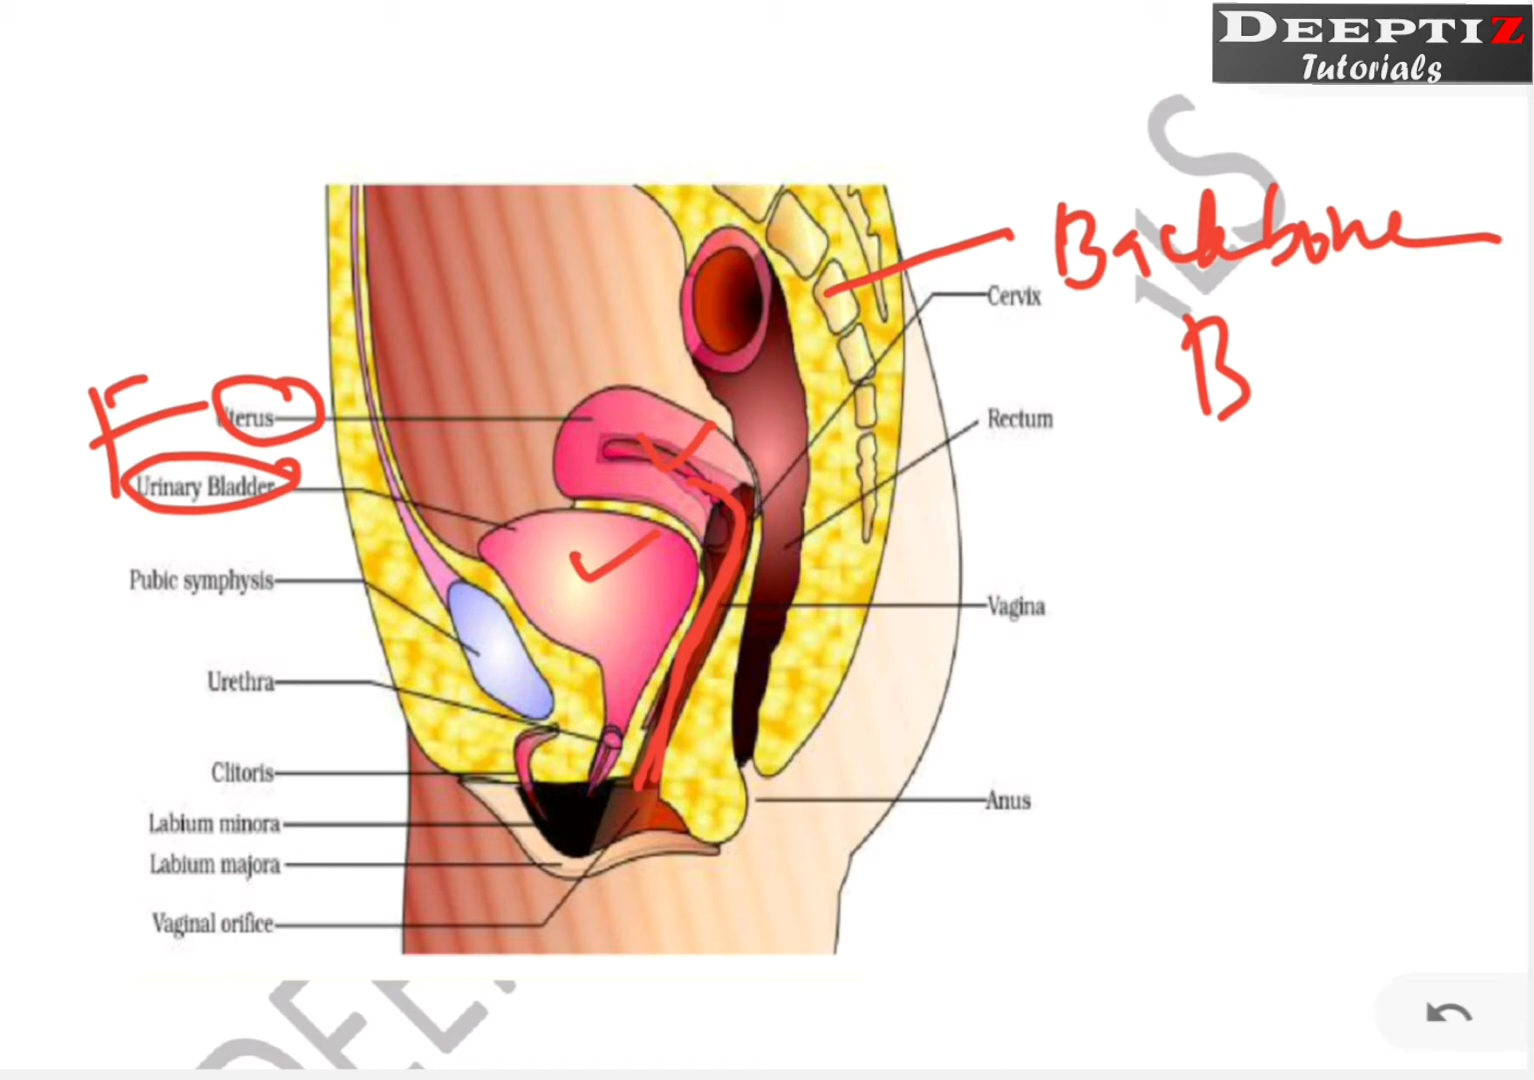 DEEPTIZ
Tutorials
Backbone
B
Cervix
F
terus
Rectum
Urinary Bladder
Pubic symphysis
Vagina
Urethra
Clitoris
Anus
Labium minora
Labium majora
Vaginal orifice